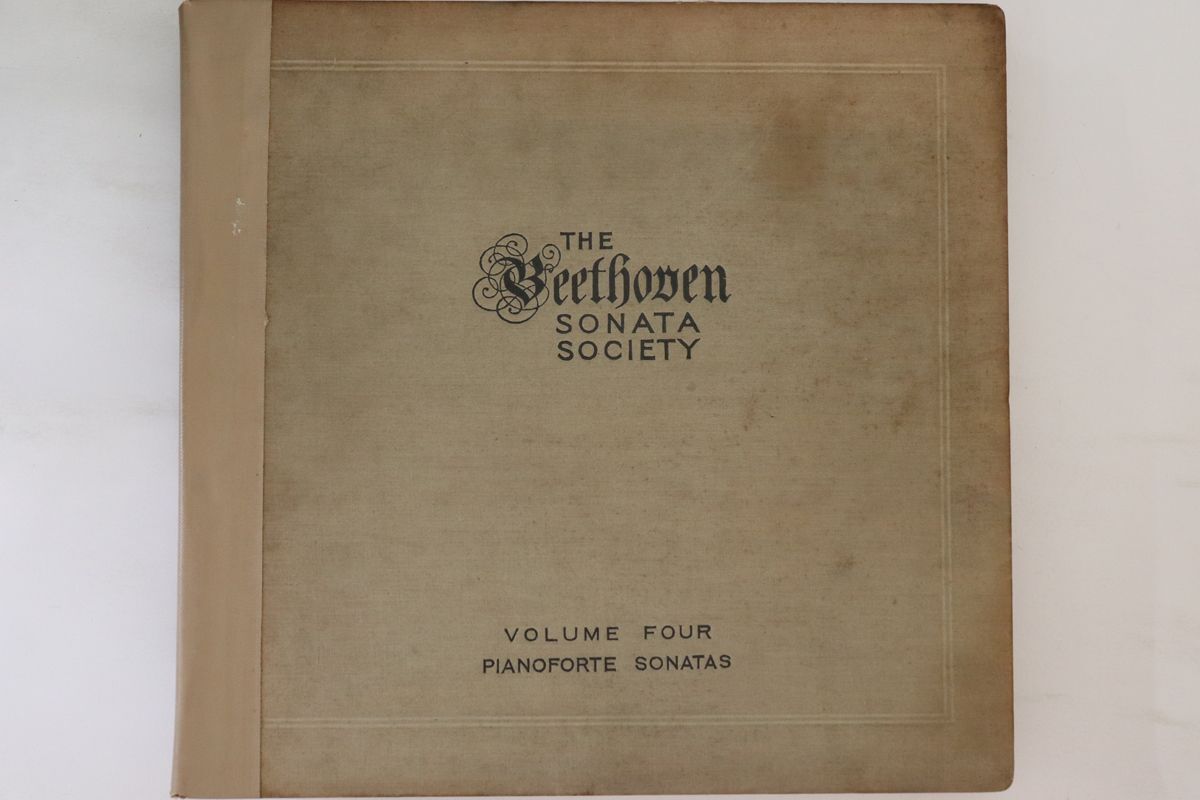 THE
Beethoven
SONATA
SOCIETY
VOLUME FOUR
PIANOFORTE SONATAS